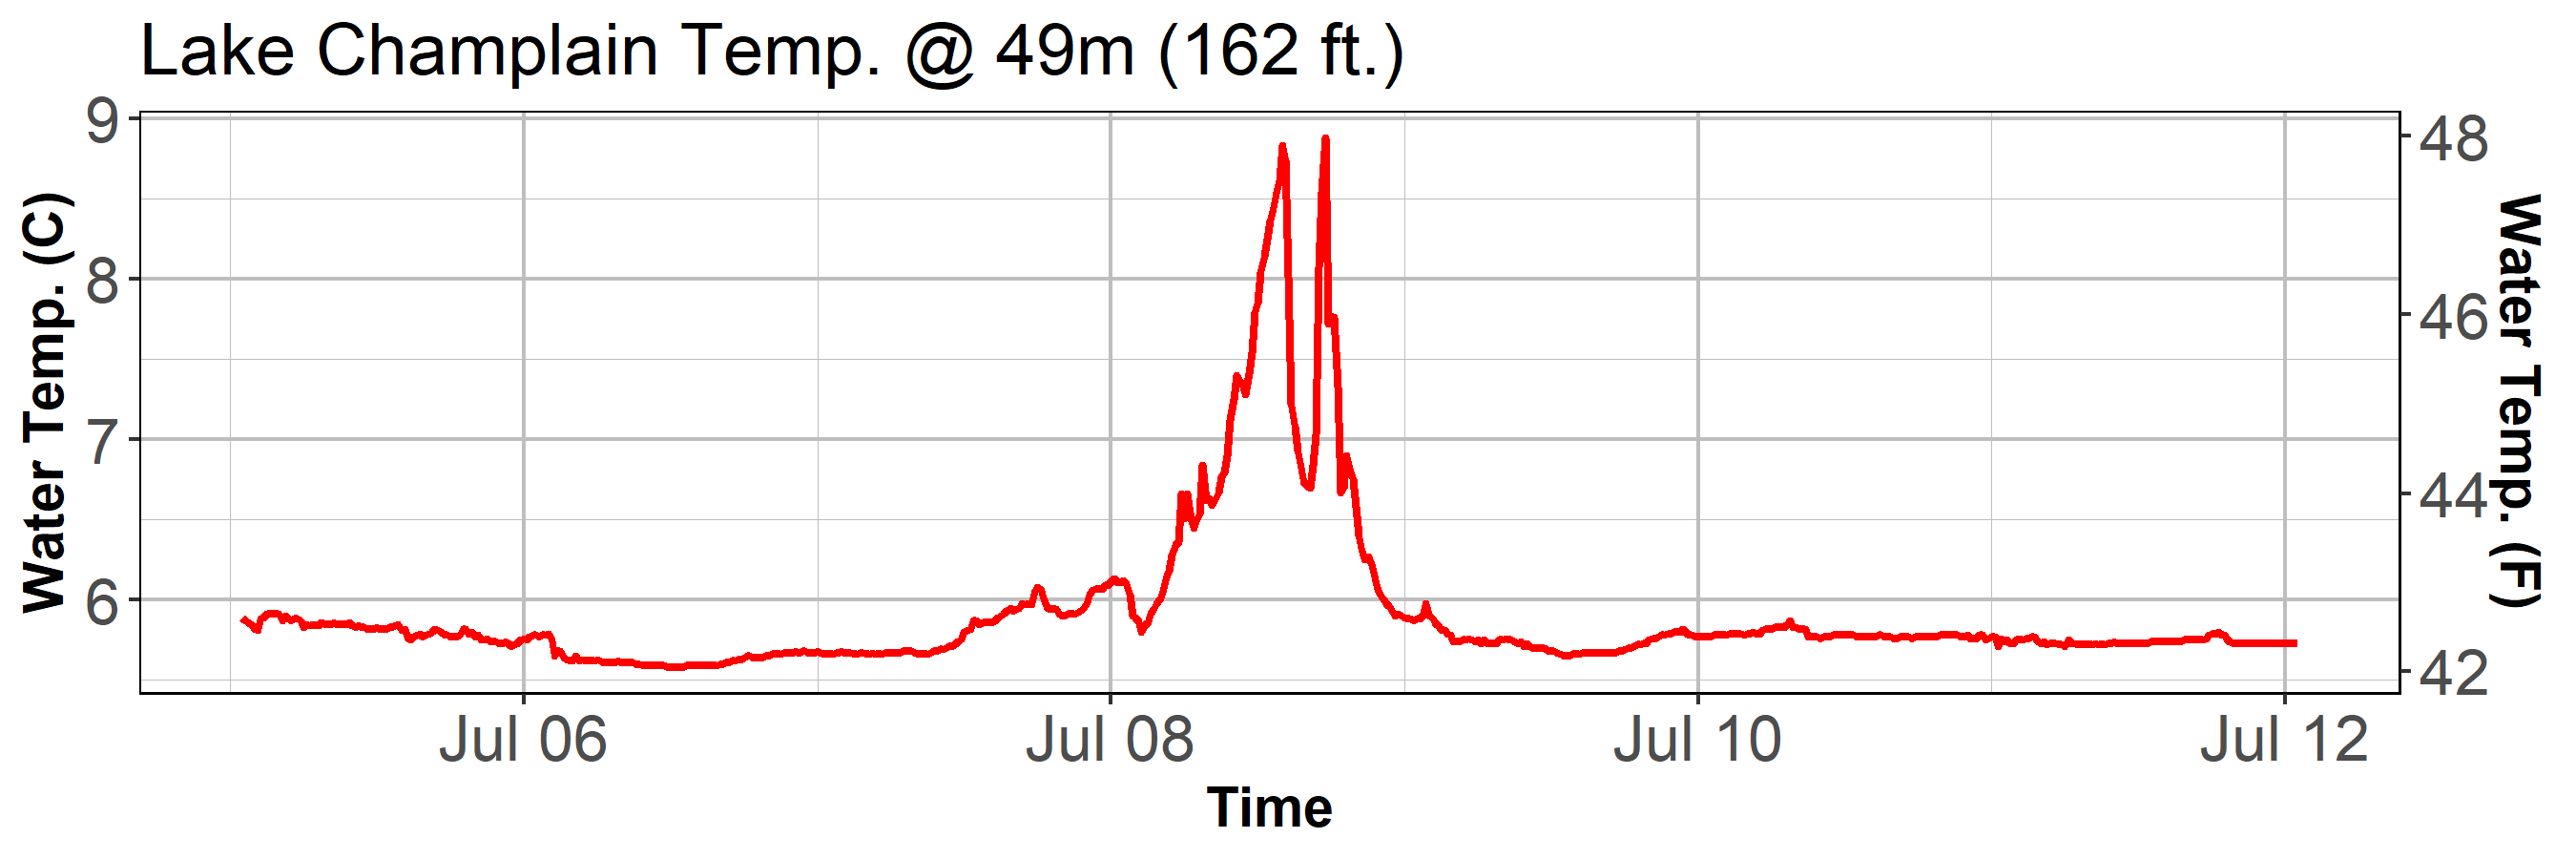 Lake Champlain Temp. @ 49m (162 ft.)
Water Temp. (C)
9
8
7
6
48
46
44
42
Water Temp. (F)
Jul 06
Jul 08
Jul 10
Jul 12
Time